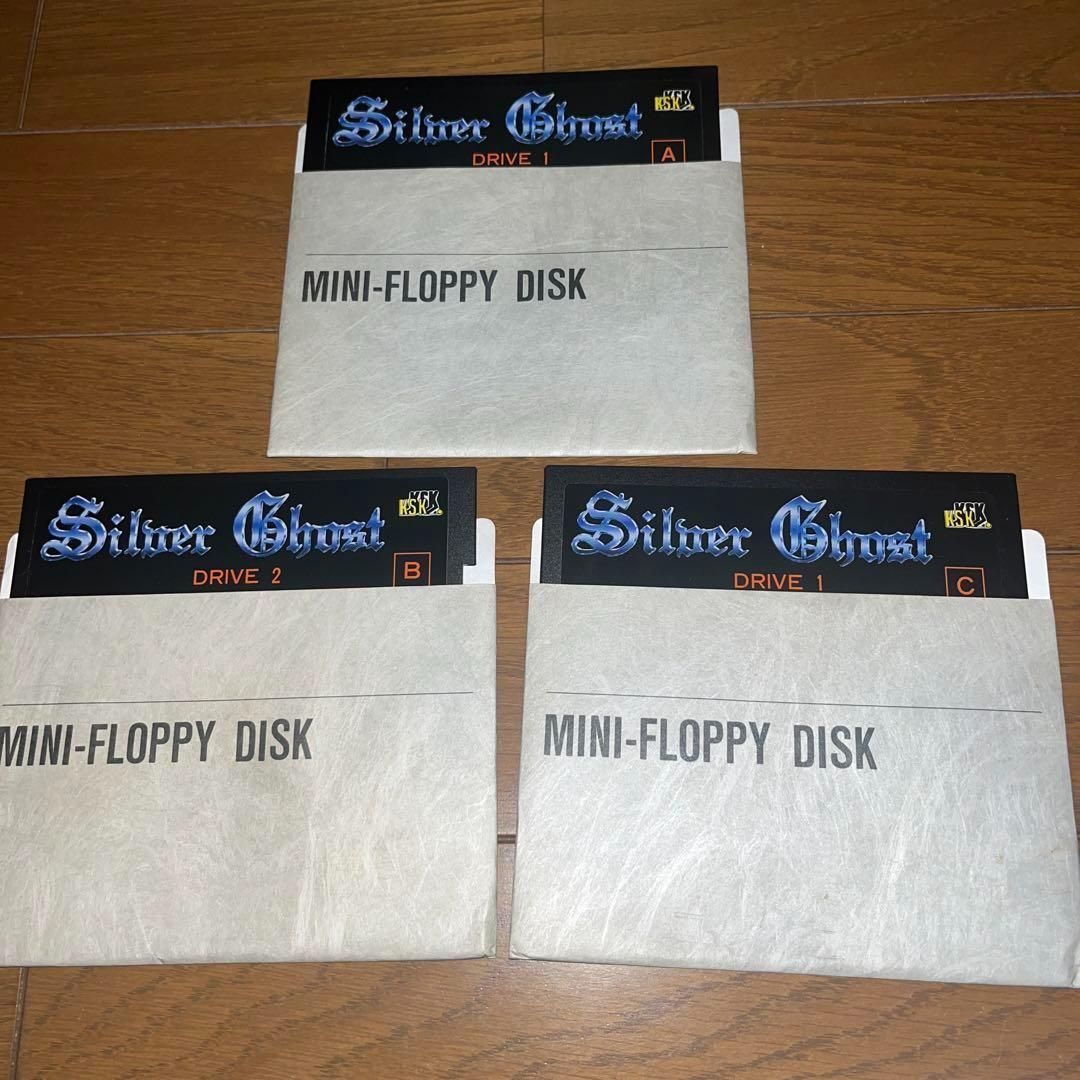 Silver Ghost
K.S.K
DRIVE 1
A
MINI-FLOPPY DISK
Silver Ghost
K.S.K
DRIVE 2
B
MINI-FLOPPY DISK
Silver Ghost
K.S.K
DRIVE 1
C
MINI-FLOPPY DISK